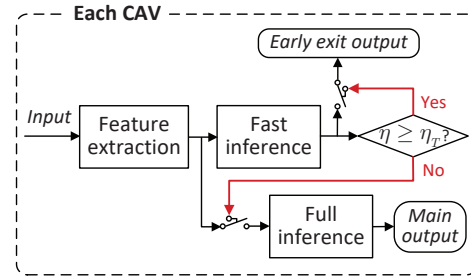 Each CAV
Early exit output
Input
Feature
extraction
Fast
inference
η ≥ η_T?
Yes
No
Full
inference
Main
output